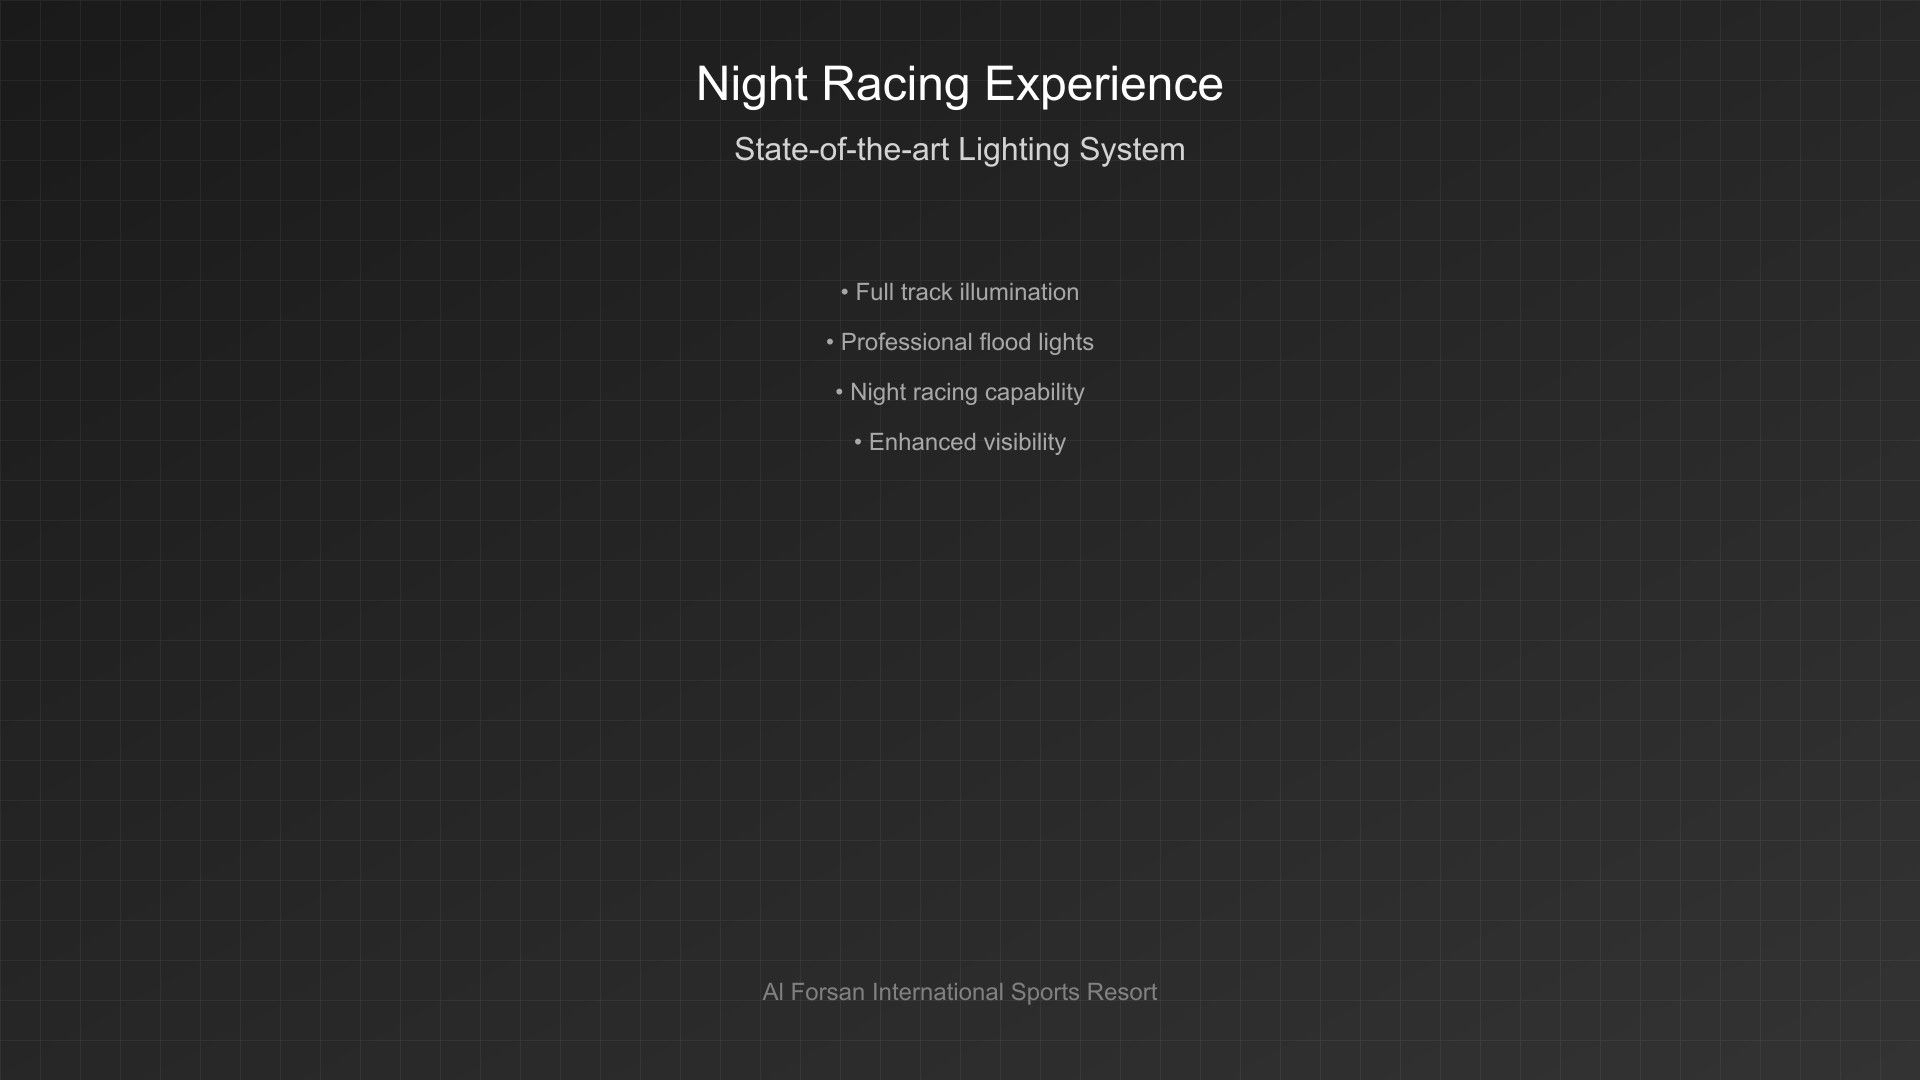 Night Racing Experience
State-of-the-art Lighting System
• Full track illumination
• Professional flood lights
• Night racing capability
• Enhanced visibility
Al Forsan International Sports Resort